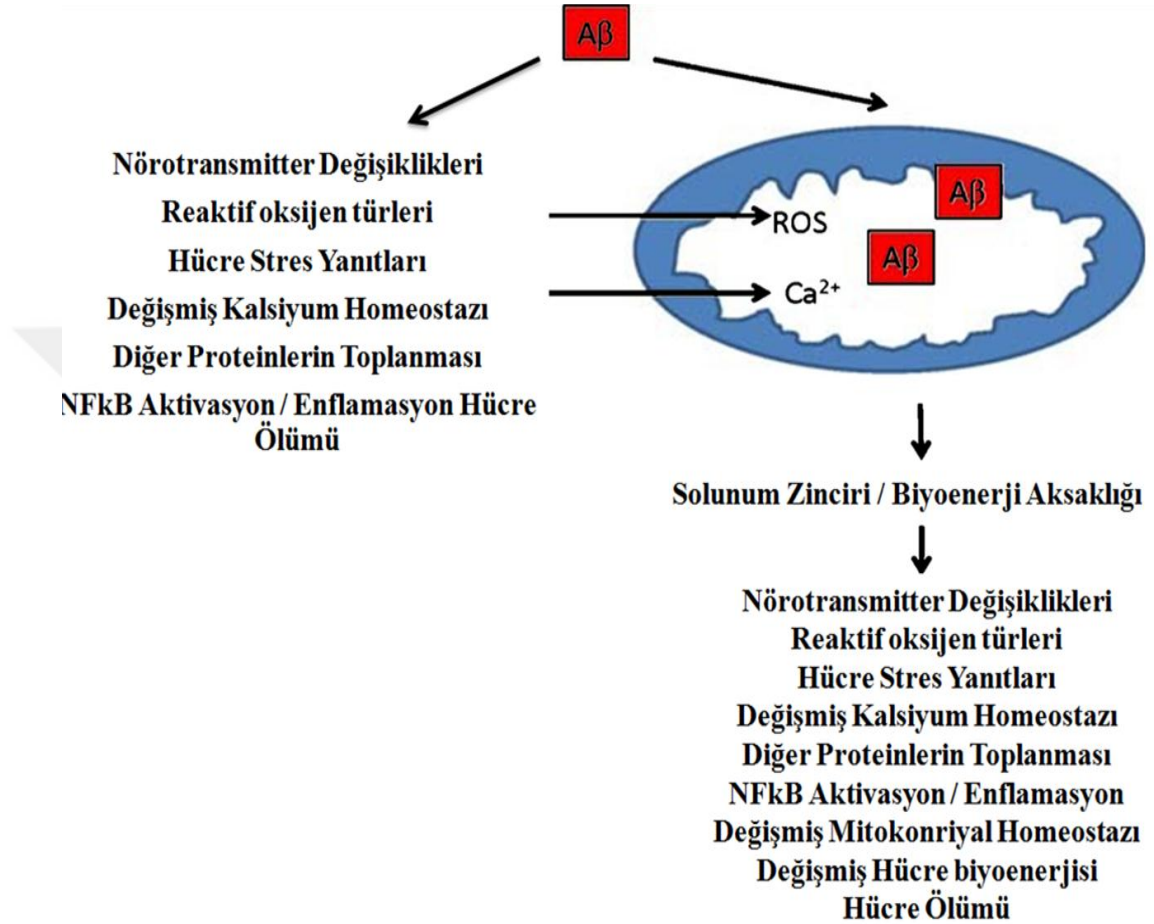 Aβ
Nörotransmitter Değişiklikleri
Reaktif oksijen türleri
Hücre Stres Yanıtları
Değişmiş Kalsiyum Homeostazı
Diğer Proteinlerin Toplanması
NFkB Aktivasyon / Enflamasyon Hücre
Ölümü
Aβ
ROS
Aβ
Ca²⁺
Solunum Zinciri / Biyoenerji Aksaklığı
Nörotransmitter Değişiklikleri
Reaktif oksijen türleri
Hücre Stres Yanıtları
Değişmiş Kalsiyum Homeostazı
Diğer Proteinlerin Toplanması
NFkB Aktivasyon / Enflamasyon
Değişmiş Mitokonriyal Homeostazı
Değişmiş Hücre biyoenerjisi
Hücre Ölümü